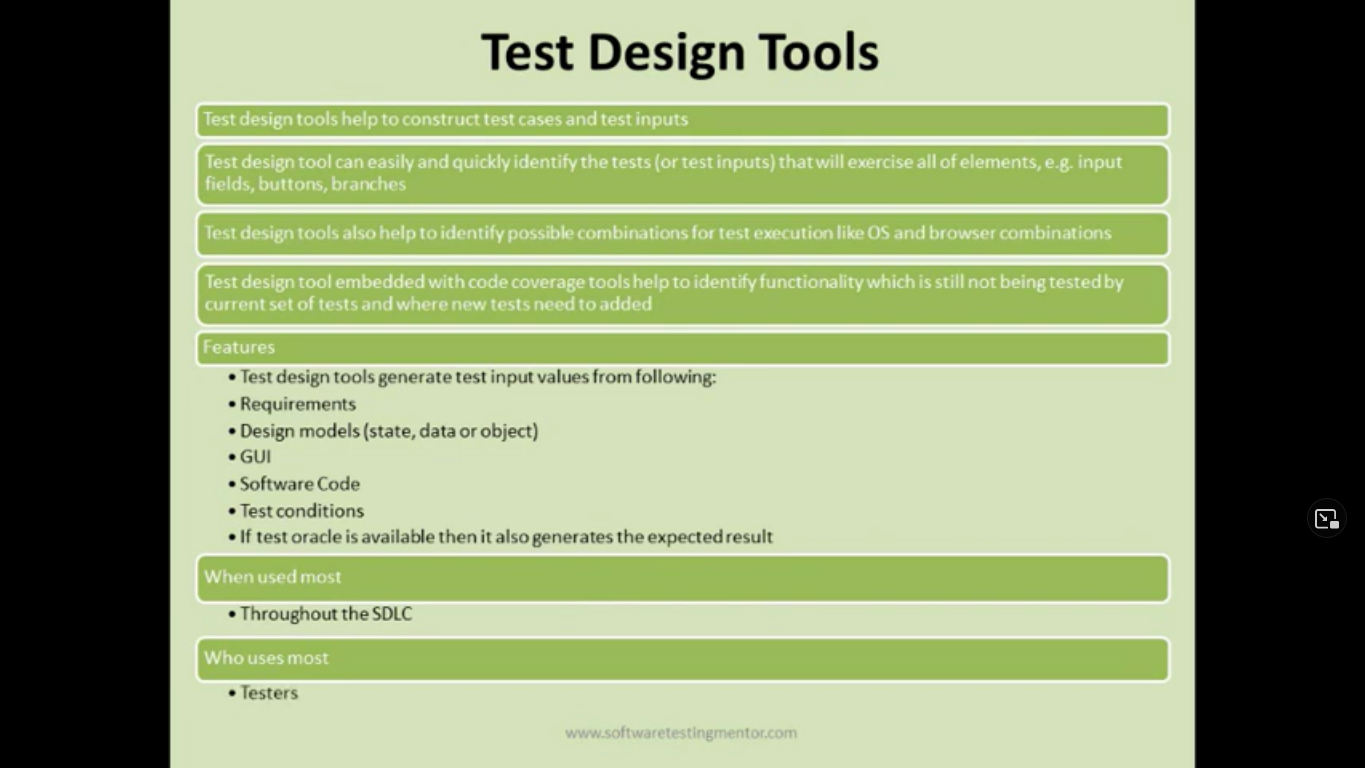 Test Design Tools
Test design tools help to construct test cases and test inputs
Test design tool can easily and quickly identify the tests (or test inputs) that will exercise all of elements, e.g. input
fields, buttons, branches
Test design tools also help to identify possible combinations for test execution like OS and browser combinations
Test design tool embedded with code coverage tools help to identify functionality which is still not being tested by
current set of tests and where new tests need to added
Features
• Test design tools generate test input values from following:
• Requirements
• Design models (state, data or object)
• GUI
• Software Code
• Test conditions
• If test oracle is available then it also generates the expected result
When used most
• Throughout the SDLC
Who uses most
• Testers
www.softwaretestingmentor.com